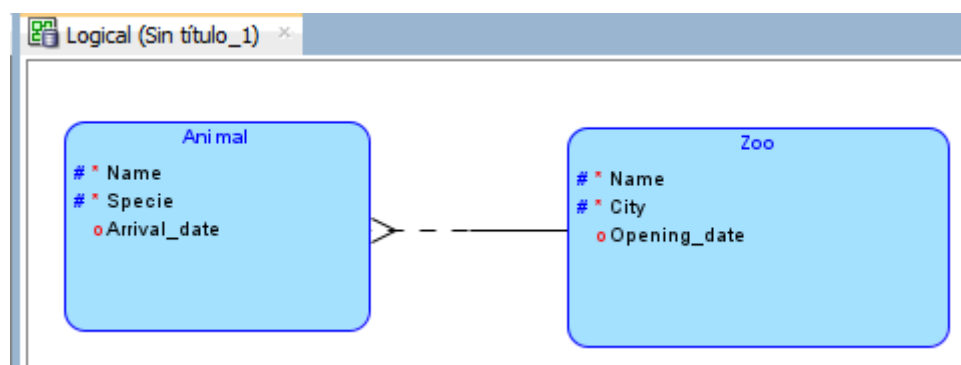 Logical (Sin título_1)
Animal
# * Name
# * Specie
o Arrival_date
Zoo
# * Name
# * City
o Opening_date